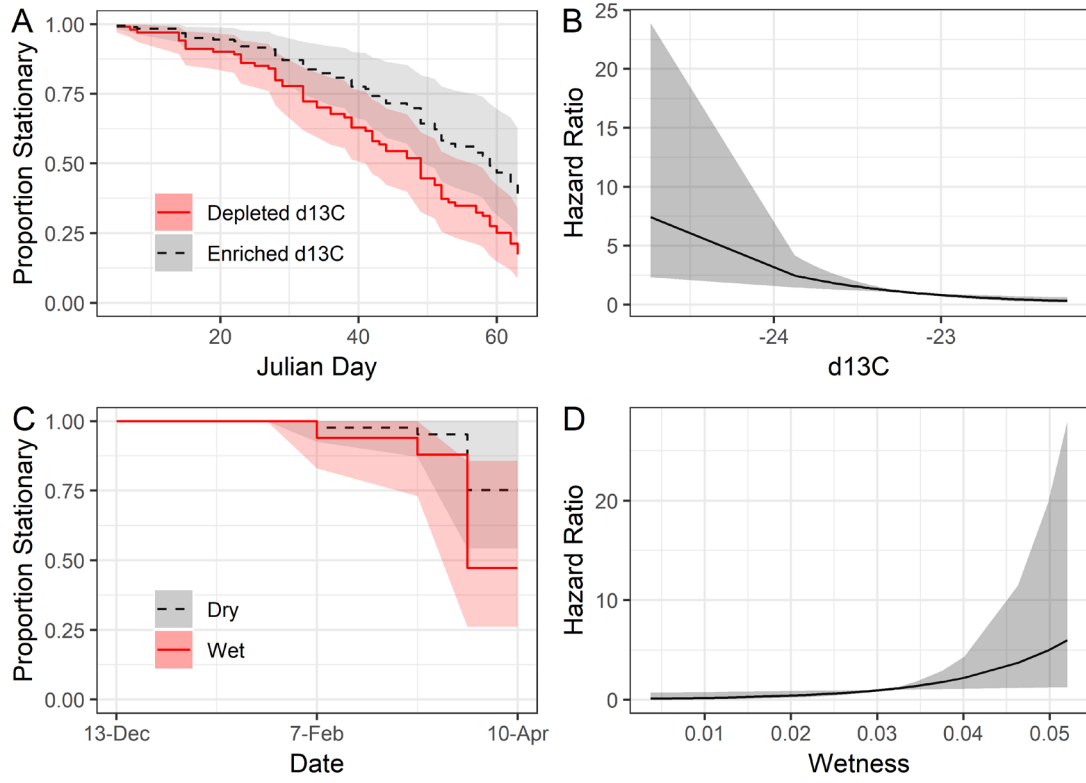 A
Proportion Stationary
1.00
0.75
0.50
0.25
0.00
Depleted d13C
Enriched d13C
20
40
60
Julian Day
B
Hazard Ratio
25
20
15
10
5
0
-24
-23
d13C
C
Proportion Stationary
1.00
0.75
0.50
0.25
0.00
Dry
Wet
13-Dec
7-Feb
10-Apr
Date
D
Hazard Ratio
20
10
0
0.01
0.02
0.03
0.04
0.05
Wetness